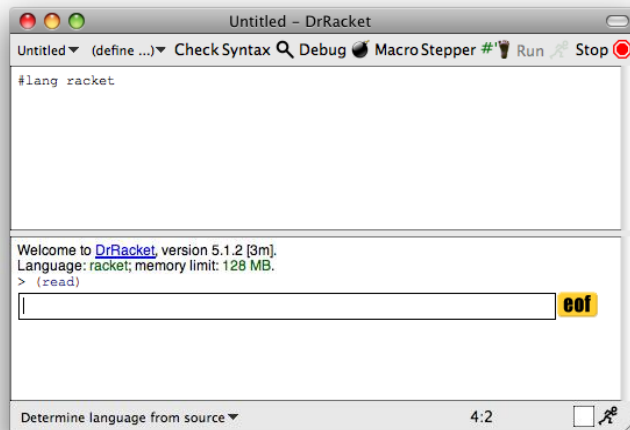 Untitled - DrRacket
Untitled (define ...) Check Syntax Debug Macro Stepper #' Run Stop
#lang racket
Welcome to DrRacket, version 5.1.2 [3m].
Language: racket; memory limit: 128 MB.
> (read)
eof
Determine language from source 4:2